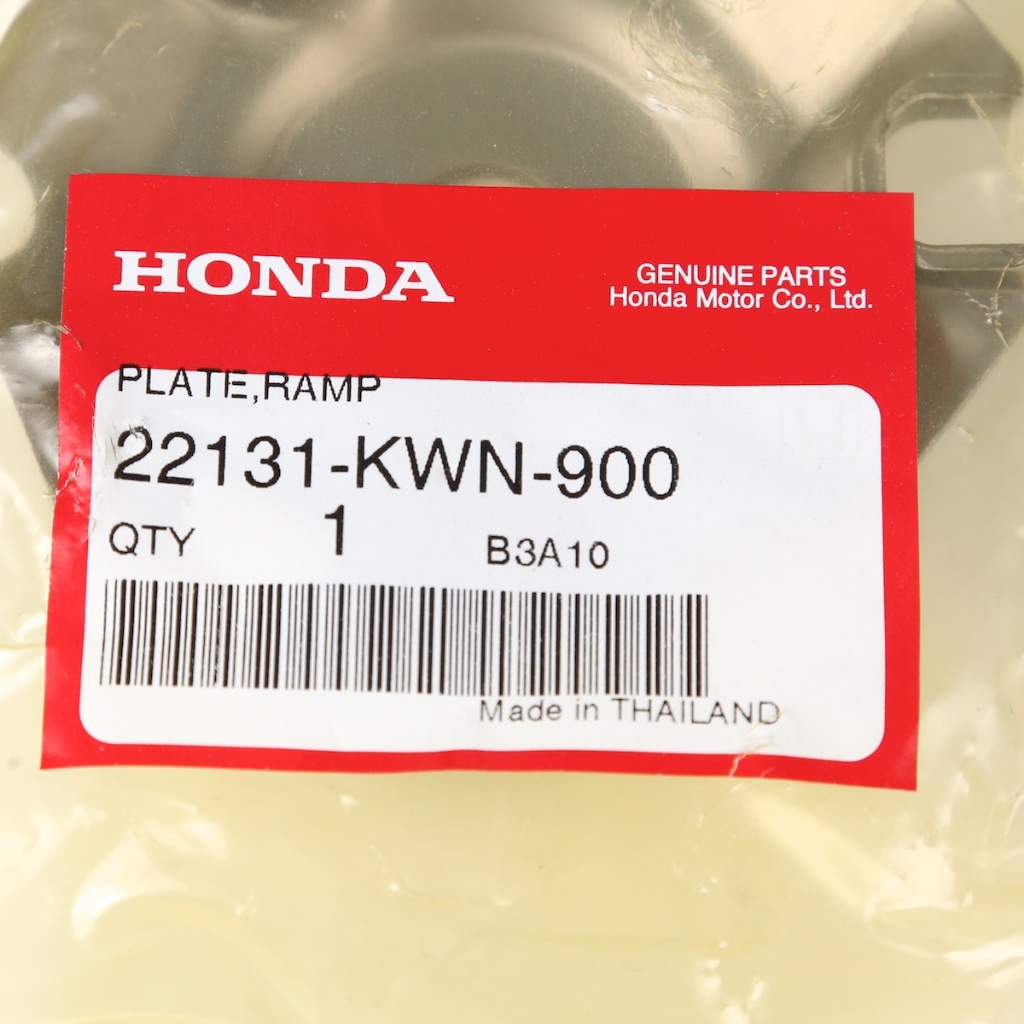 HONDA
GENUINE PARTS
Honda Motor Co., Ltd.
PLATE,RAMP
22131-KWN-900
QTY 1 B3A10
Made in THAILAND